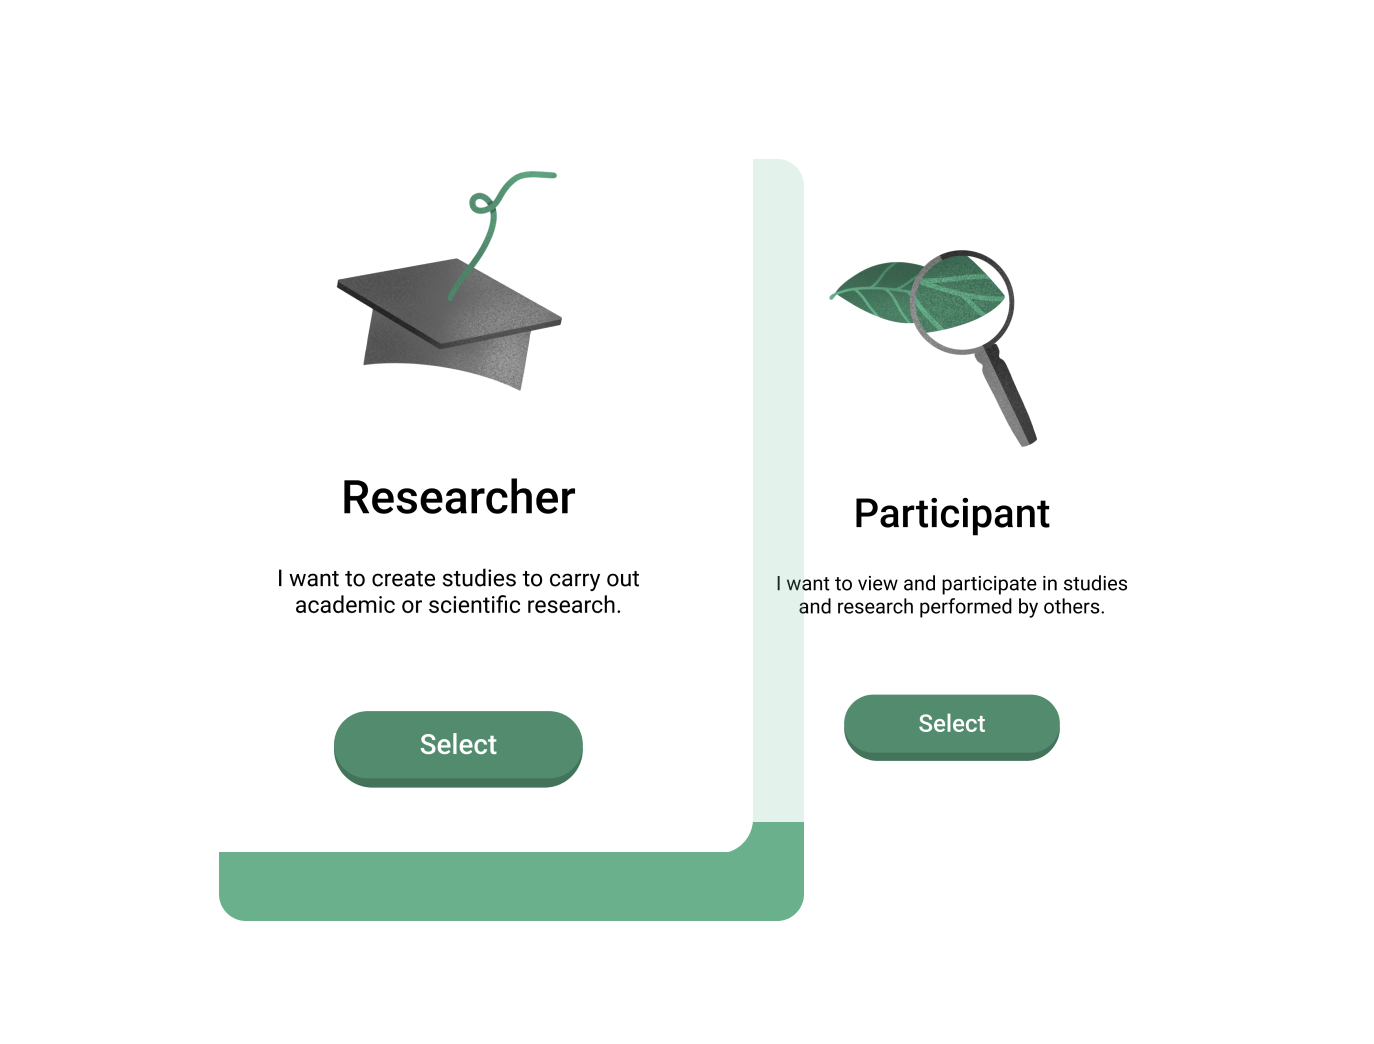 Researcher
I want to create studies to carry out
academic or scientific research.
Select
Participant
I want to view and participate in studies
and research performed by others.
Select